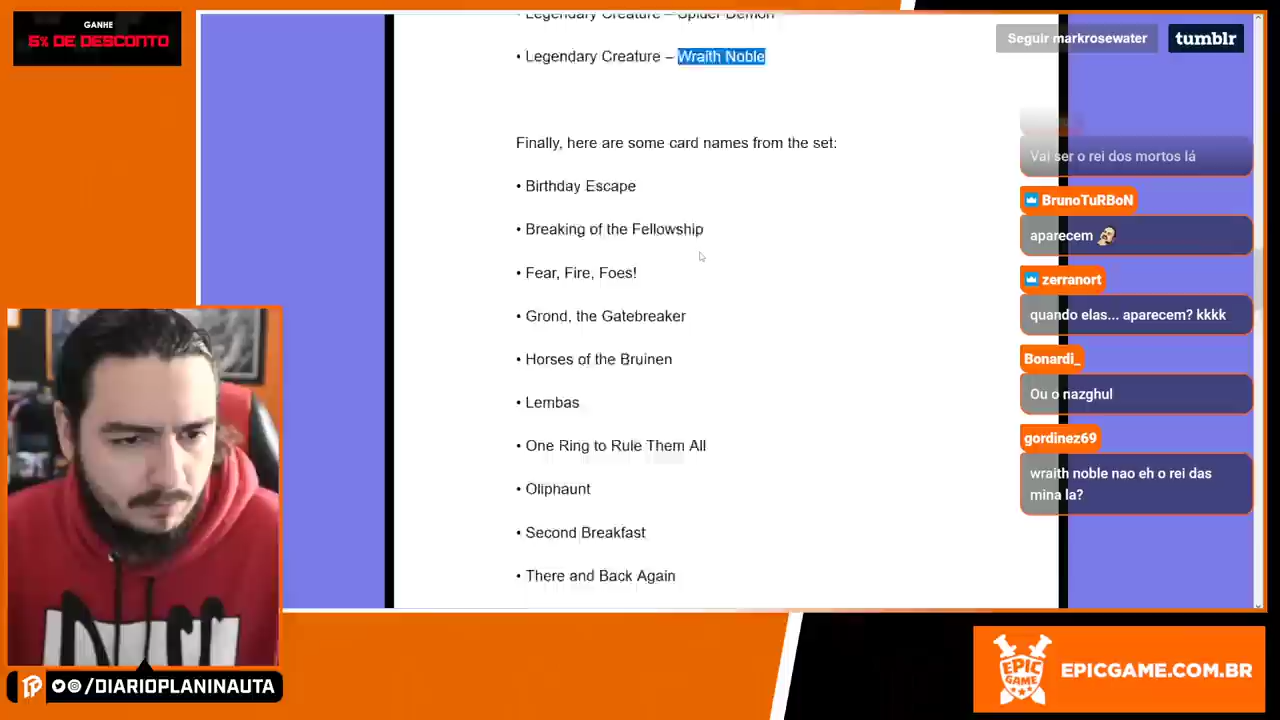 GANHE
5% DE DESCONTO
• Legendary Creature – Spider Demon
• Legendary Creature – Wraith Noble
Finally, here are some card names from the set:
• Birthday Escape
• Breaking of the Fellowship
• Fear, Fire, Foes!
• Grond, the Gatebreaker
• Horses of the Bruinen
• Lembas
• One Ring to Rule Them All
• Oliphaunt
• Second Breakfast
• There and Back Again
Seguir markrosewater
tumblr
Vai ser o rei dos mortos lá
BrunoTuRBoN
aparecem
zerranort
quando elas... aparecem? kkkk
Bonardi_
Ou o nazghul
gordinez69
wraith noble nao eh o rei das
mina la?
/DIARIOPLANINAUTA
EPIC
GAME
EPICGAME.COM.BR